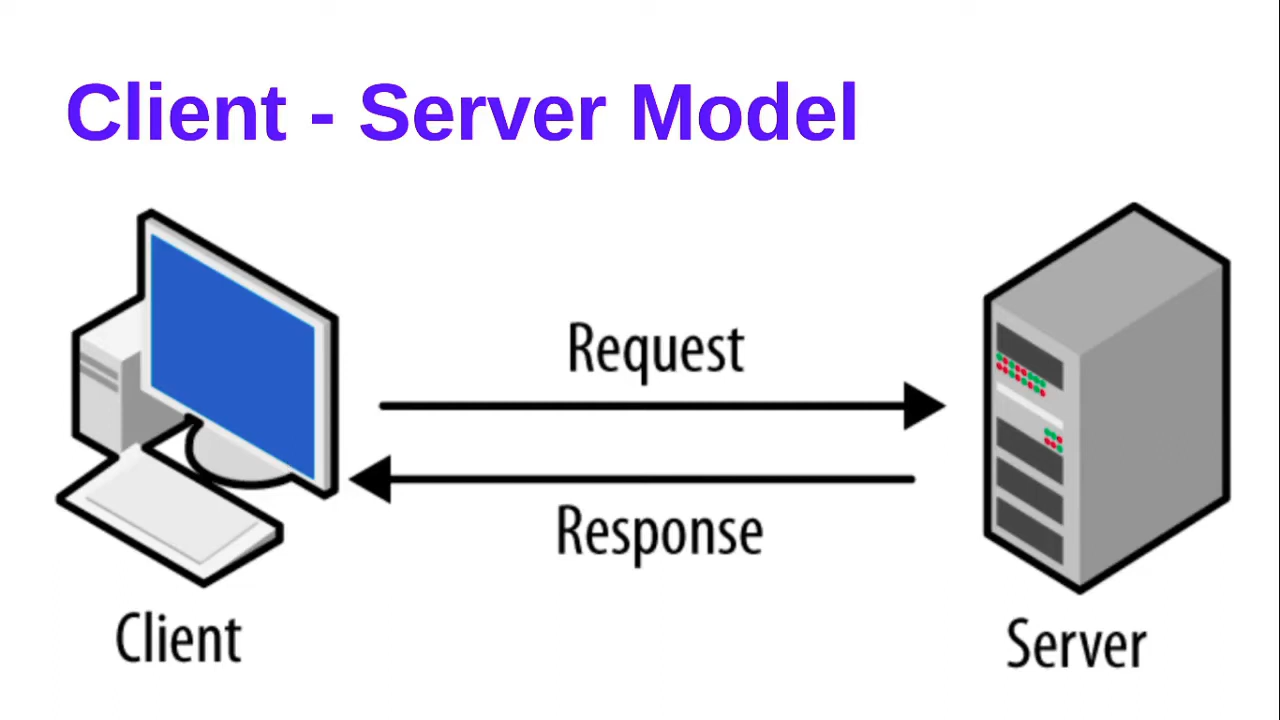 Client - Server Model
Request
Response
Client
Server